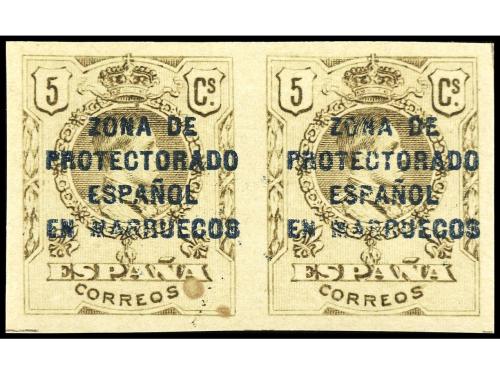 5 Cs. 5 Cs.
ZONA DE ZONA DE
PROTECTORADO PROTECTORADO
ESPAÑOL ESPAÑOL
EN MARRUECOS EN MARRUECOS
ESPAÑA ESPAÑA
CORREOS CORREOS